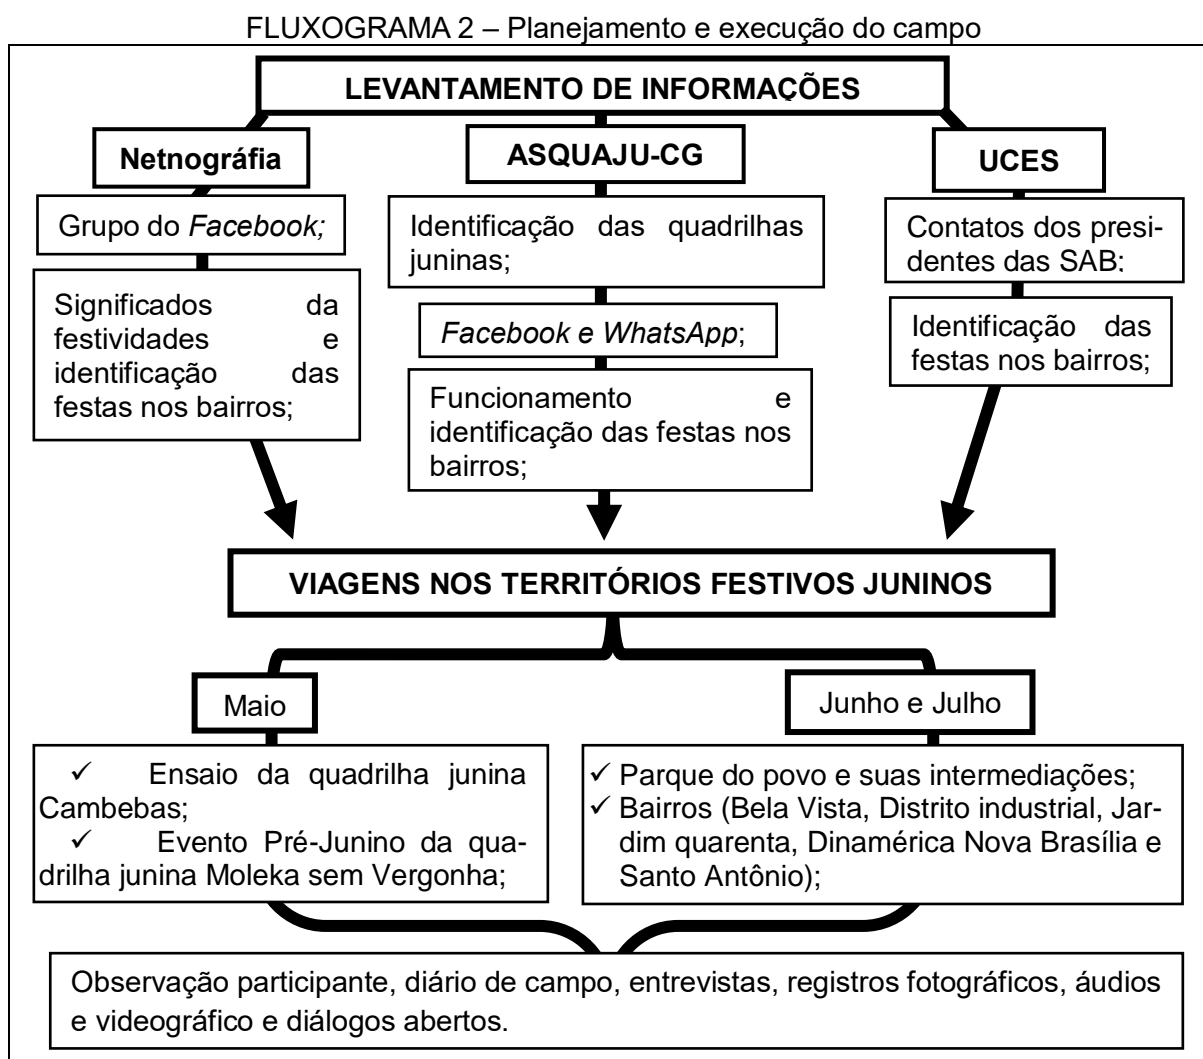 FLUXOGRAMA 2 – Planejamento e execução do campo
LEVANTAMENTO DE INFORMAÇÕES
Netnográfia
Grupo do Facebook;
Significados da
festividades e
identificação das
festas nos bairros;
ASQUAJU-CG
Identificação das quadrilhas
juninas;
Facebook e WhatsApp;
Funcionamento e
identificação das festas nos
bairros;
UCES
Contatos dos presi-
dentes das SAB;
Identificação das
festas nos bairros;
VIAGENS NOS TERRITÓRIOS FESTIVOS JUNINOS
Maio
✓ Ensaio da quadrilha junina
Cambebas;
✓ Evento Pré-Junino da qua-
drilha junina Moleka sem Vergonha;
Junho e Julho
✓ Parque do povo e suas intermediações;
✓ Bairros (Bela Vista, Distrito industrial, Jar-
dim quarenta, Dinamérica Nova Brasília e
Santo Antônio);
Observação participante, diário de campo, entrevistas, registros fotográficos, áudios
e videográfico e diálogos abertos.